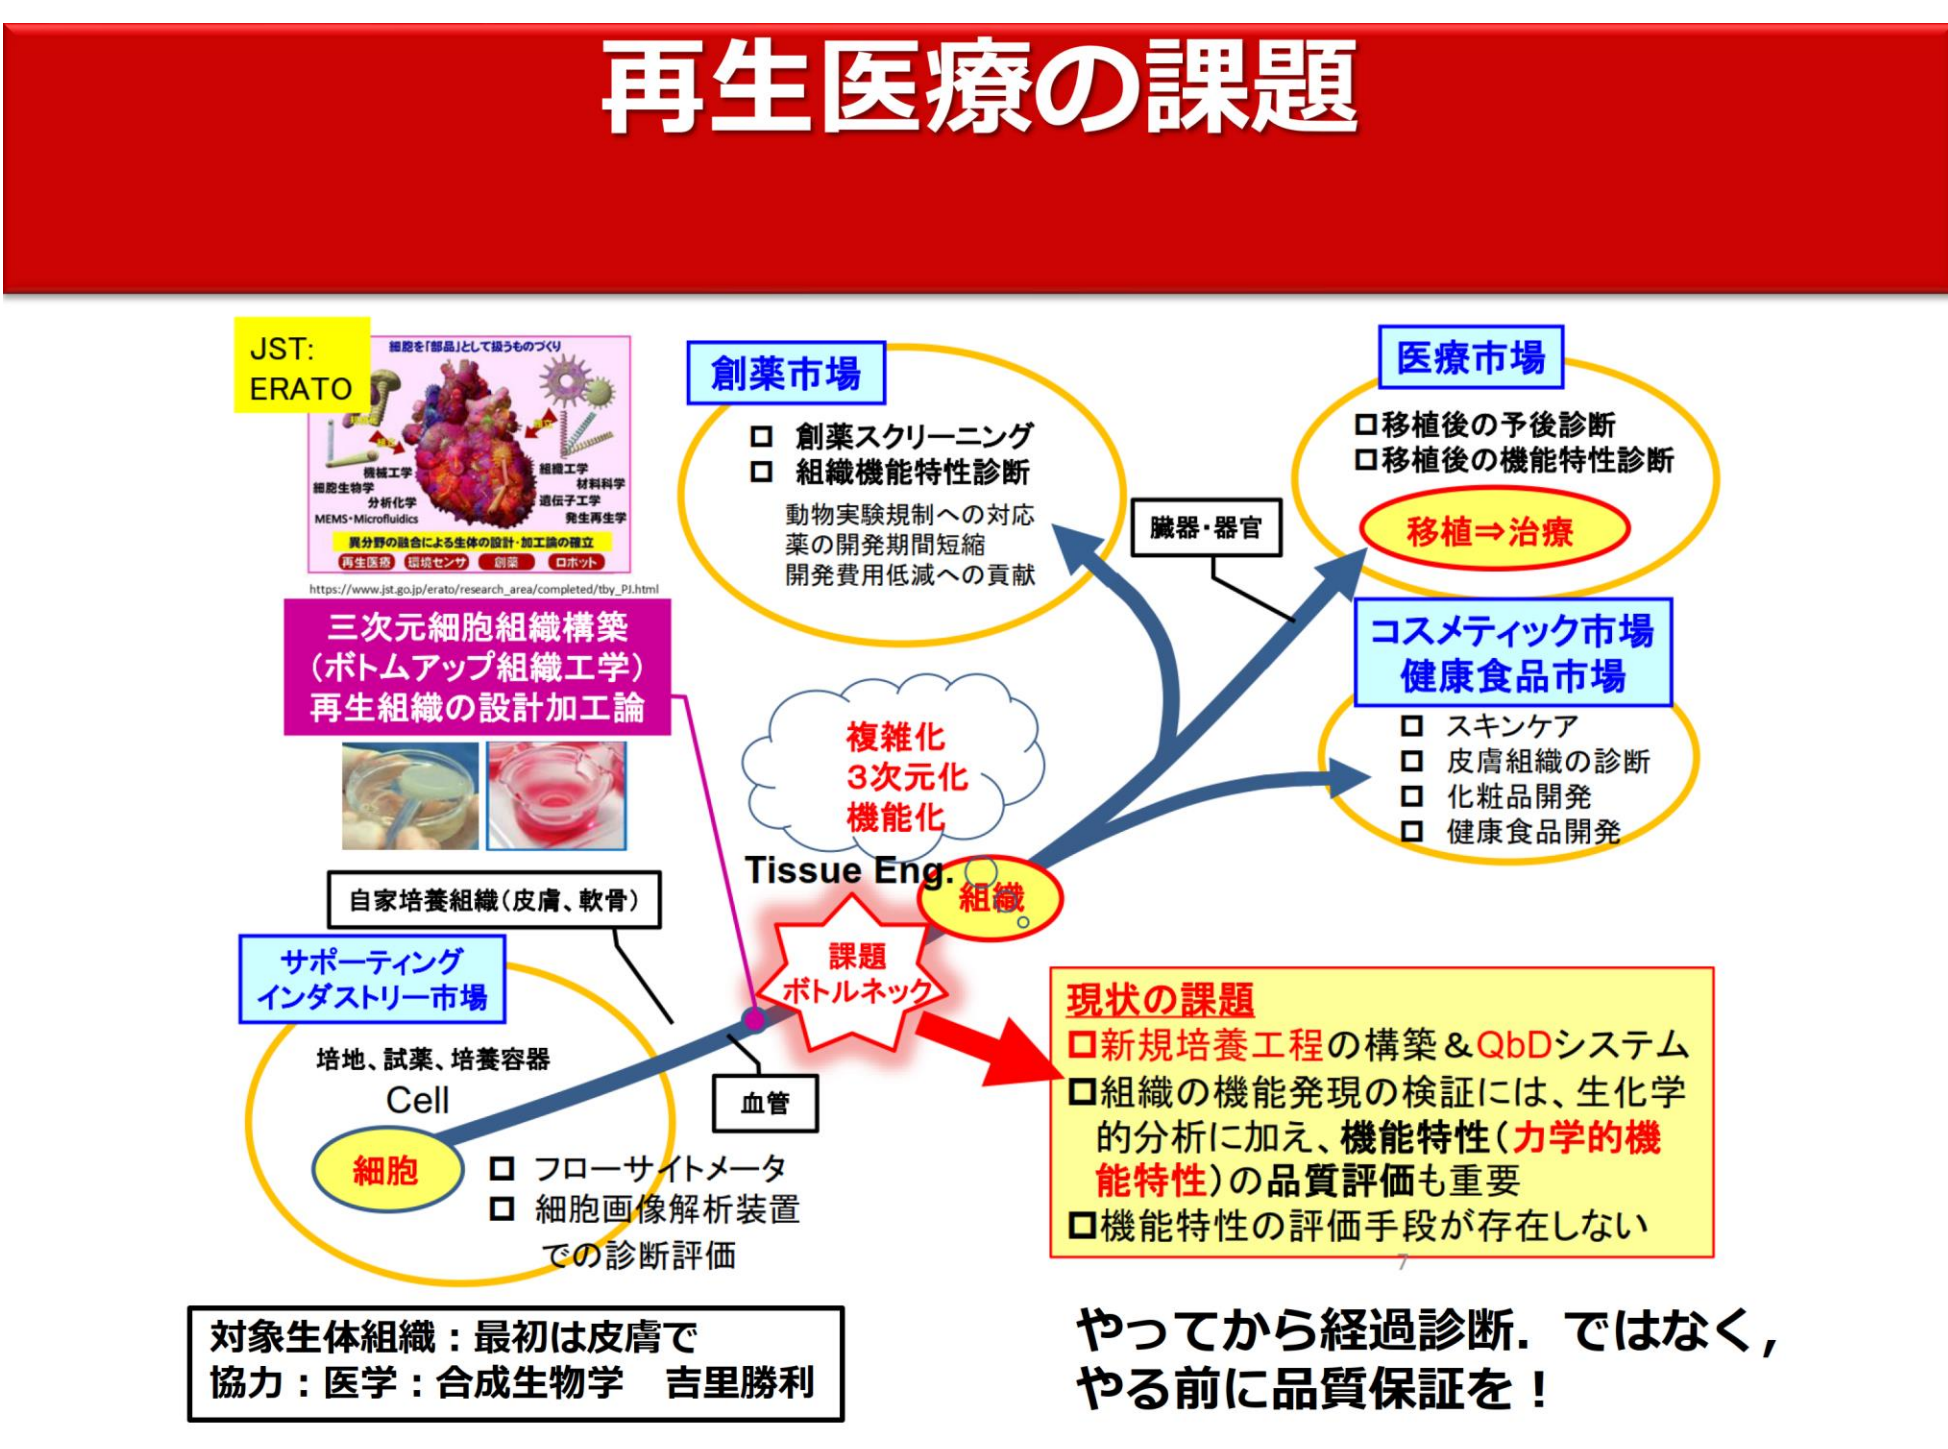 再生医療の課題
JST:
ERATO
細胞を「部品」として扱うものづくり
機械工学
細胞生物学
分析化学
MEMS・Microfluidics
組織工学
材料科学
遺伝子工学
発生再生学
異分野の融合による生体の設計・加工論の確立
再生医療 環境センサ 創薬 ロボット
https://www.jst.go.jp/erato/research_area/completed/tby_PJ.html
三次元細胞組織構築
(ボトムアップ組織工学)
再生組織の設計加工論
創薬市場
□ 創薬スクリーニング
□ 組織機能特性診断
動物実験規制への対応
薬の開発期間短縮
開発費用低減への貢献
臓器・器官
医療市場
□移植後の予後診断
□移植後の機能特性診断
移植⇒治療
コスメティック市場
健康食品市場
□ スキンケア
□ 皮膚組織の診断
□ 化粧品開発
□ 健康食品開発
複雑化
3次元化
機能化
Tissue Eng.
組織
課題
ボトルネック
自家培養組織(皮膚、軟骨)
サポーティング
インダストリー市場
培地、試薬、培養容器
Cell
細胞
血管
□ フローサイトメータ
□ 細胞画像解析装置
での診断評価
現状の課題
□新規培養工程の構築&QbDシステム
□組織の機能発現の検証には、生化学
的分析に加え、機能特性(力学的機
能特性)の品質評価も重要
□機能特性の評価手段が存在しない
7
対象生体組織：最初は皮膚で
協力：医学：合成生物学 吉里勝利
やってから経過診断．ではなく，
やる前に品質保証を！